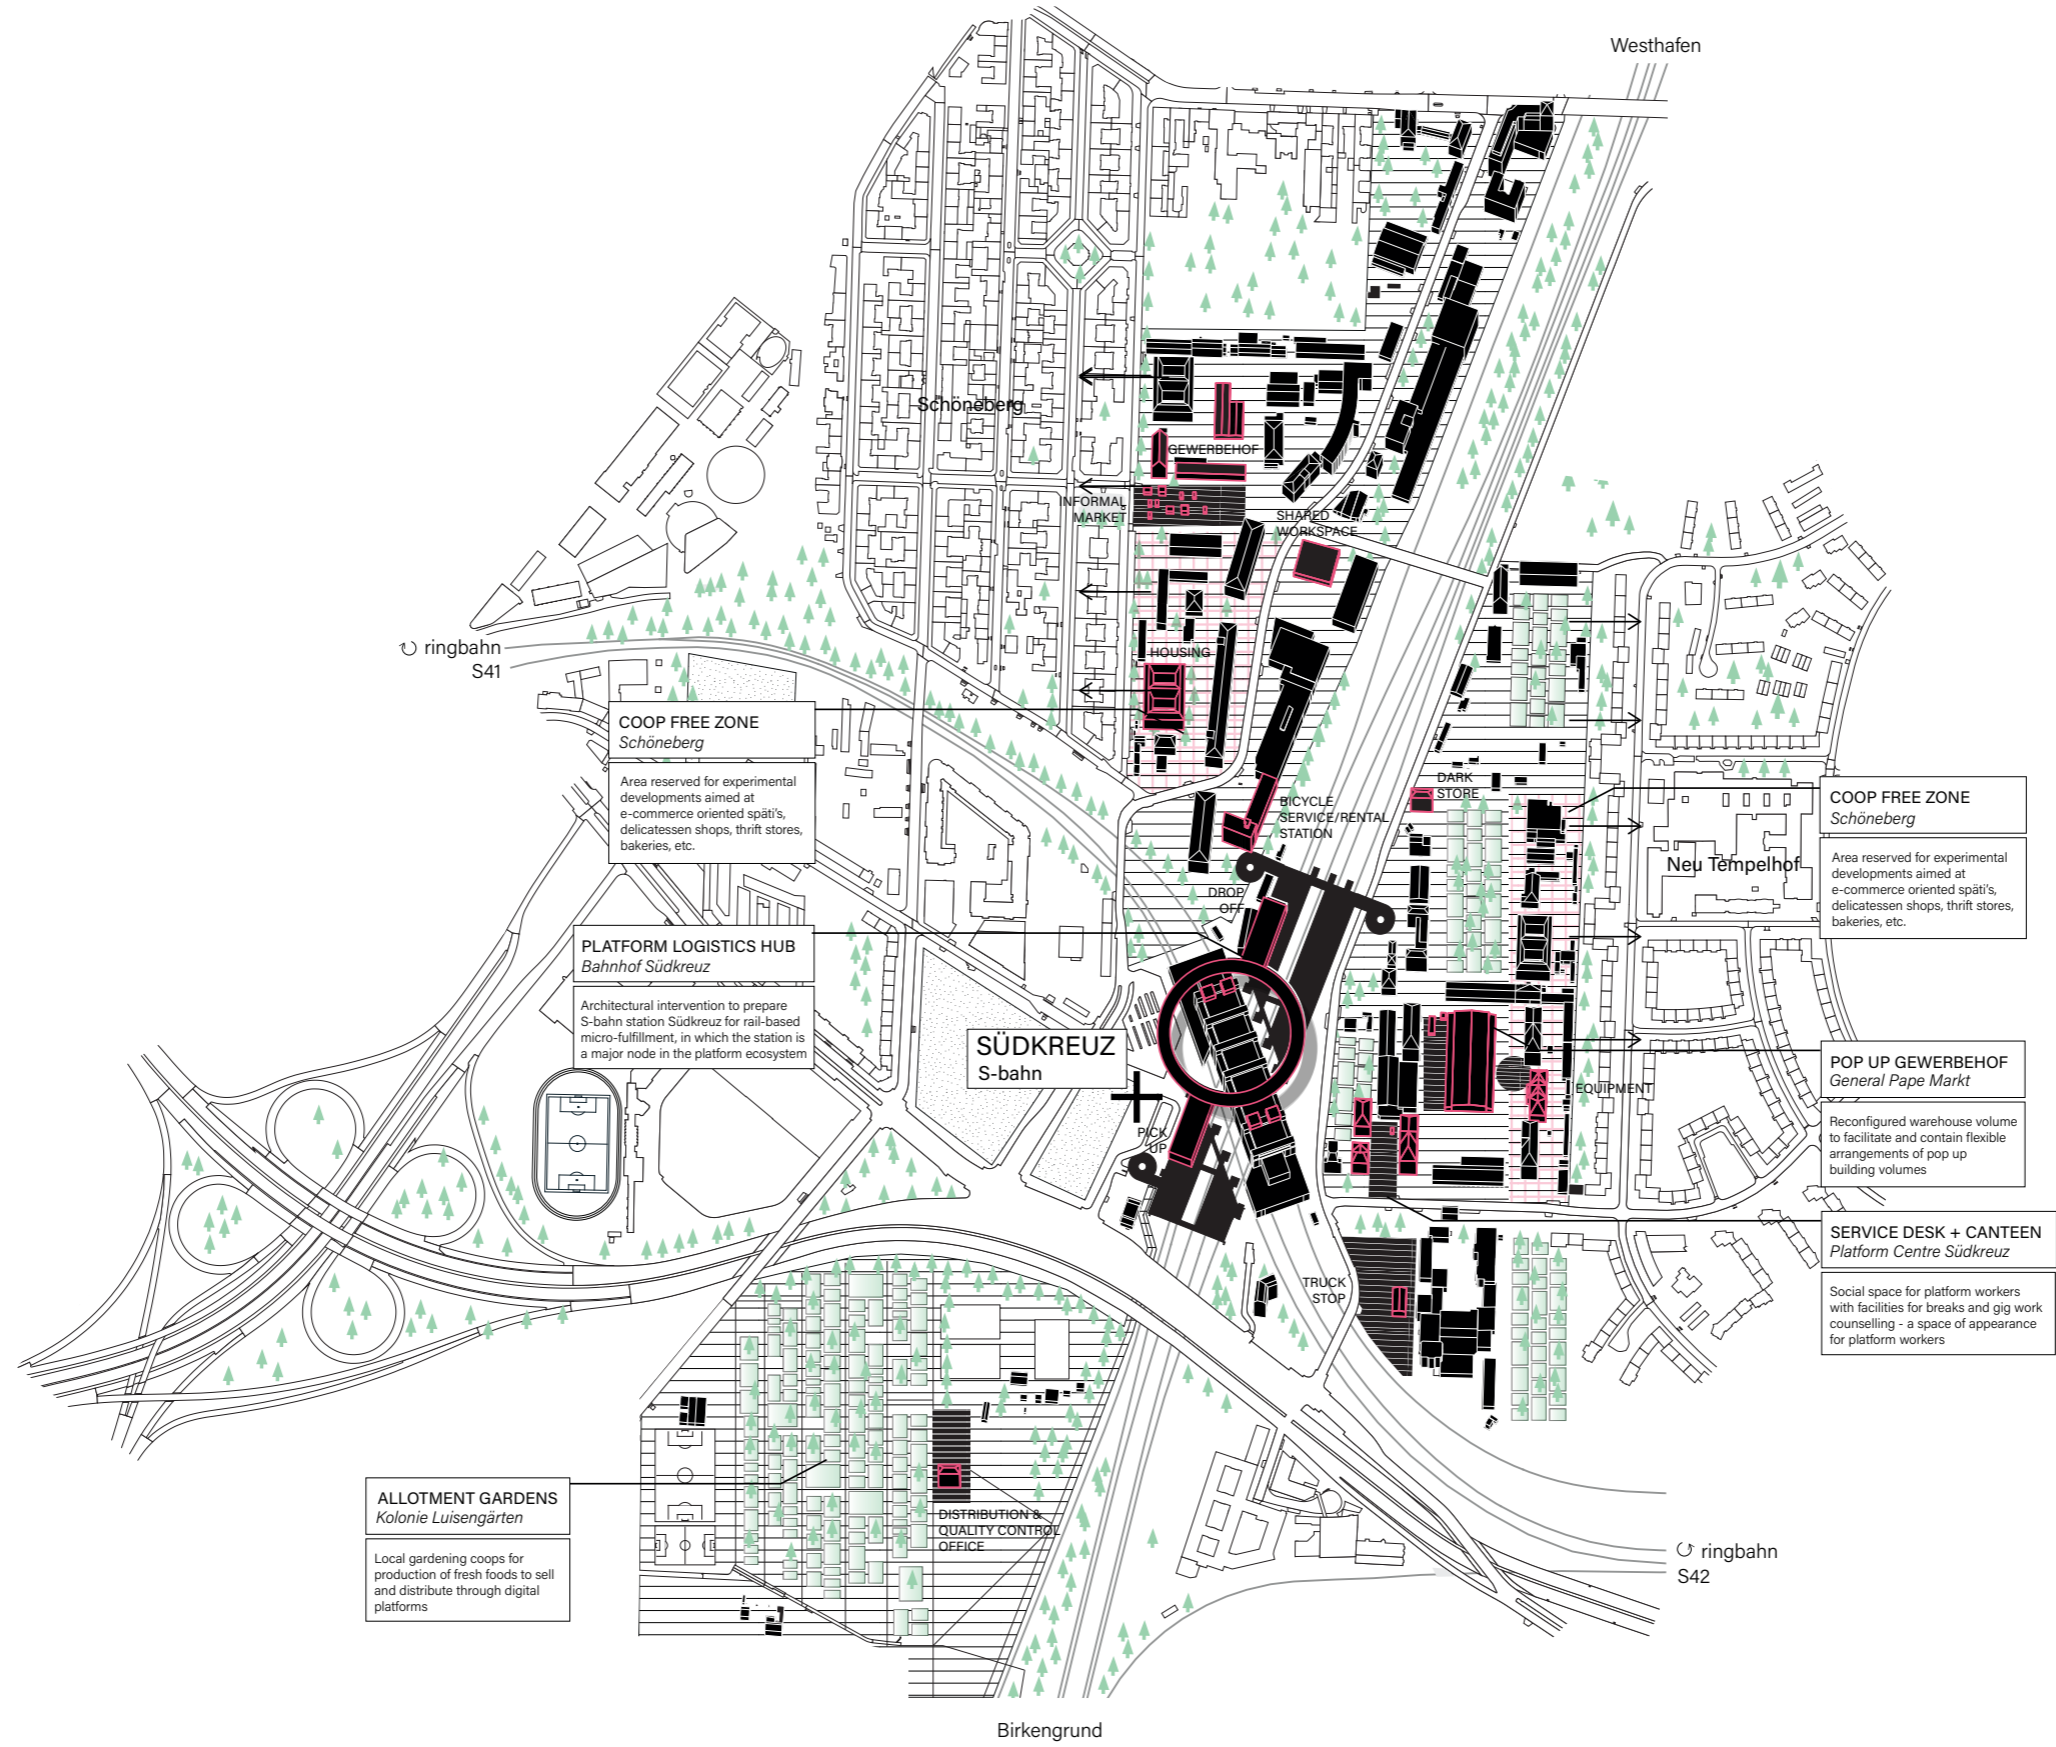 Westhafen
Schöneberg
GEWERBEHOF
INFORMAL
MARKET
SHARED
WORKSPACE
ringbahn
S41
HOUSING
COOP FREE ZONE
Schöneberg
Area reserved for experimental
developments aimed at
e-commerce oriented späti's,
delicatessen shops, thrift stores,
bakeries, etc.
DARK
STORE
BICYCLE
SERVICE/RENTAL
STATION
COOP FREE ZONE
Schöneberg
Area reserved for experimental
developments aimed at
e-commerce oriented späti's,
delicatessen shops, thrift stores,
bakeries, etc.
Neu Tempelhof
DROP
OFF
PLATFORM LOGISTICS HUB
Bahnhof Südkreuz
Architectural intervention to prepare
S-bahn station Südkreuz for rail-based
micro-fulfillment, in which the station is
a major node in the platform ecosystem
SÜDKREUZ
S-bahn
POP UP GEWERBEHOF
General Pape Markt
Reconfigured warehouse volume
to facilitate and contain flexible
arrangements of pop up
building volumes
EQUIPMENT
PICK
UP
SERVICE DESK + CANTEEN
Platform Centre Südkreuz
Social space for platform workers
with facilities for breaks and gig work
counselling - a space of appearance
for platform workers
TRUCK
STOP
ALLOTMENT GARDENS
Kolonie Luisengärten
Local gardening coops for
production of fresh foods to sell
and distribute through digital
platforms
DISTRIBUTION &
QUALITY CONTROL
OFFICE
ringbahn
S42
Birkengrund